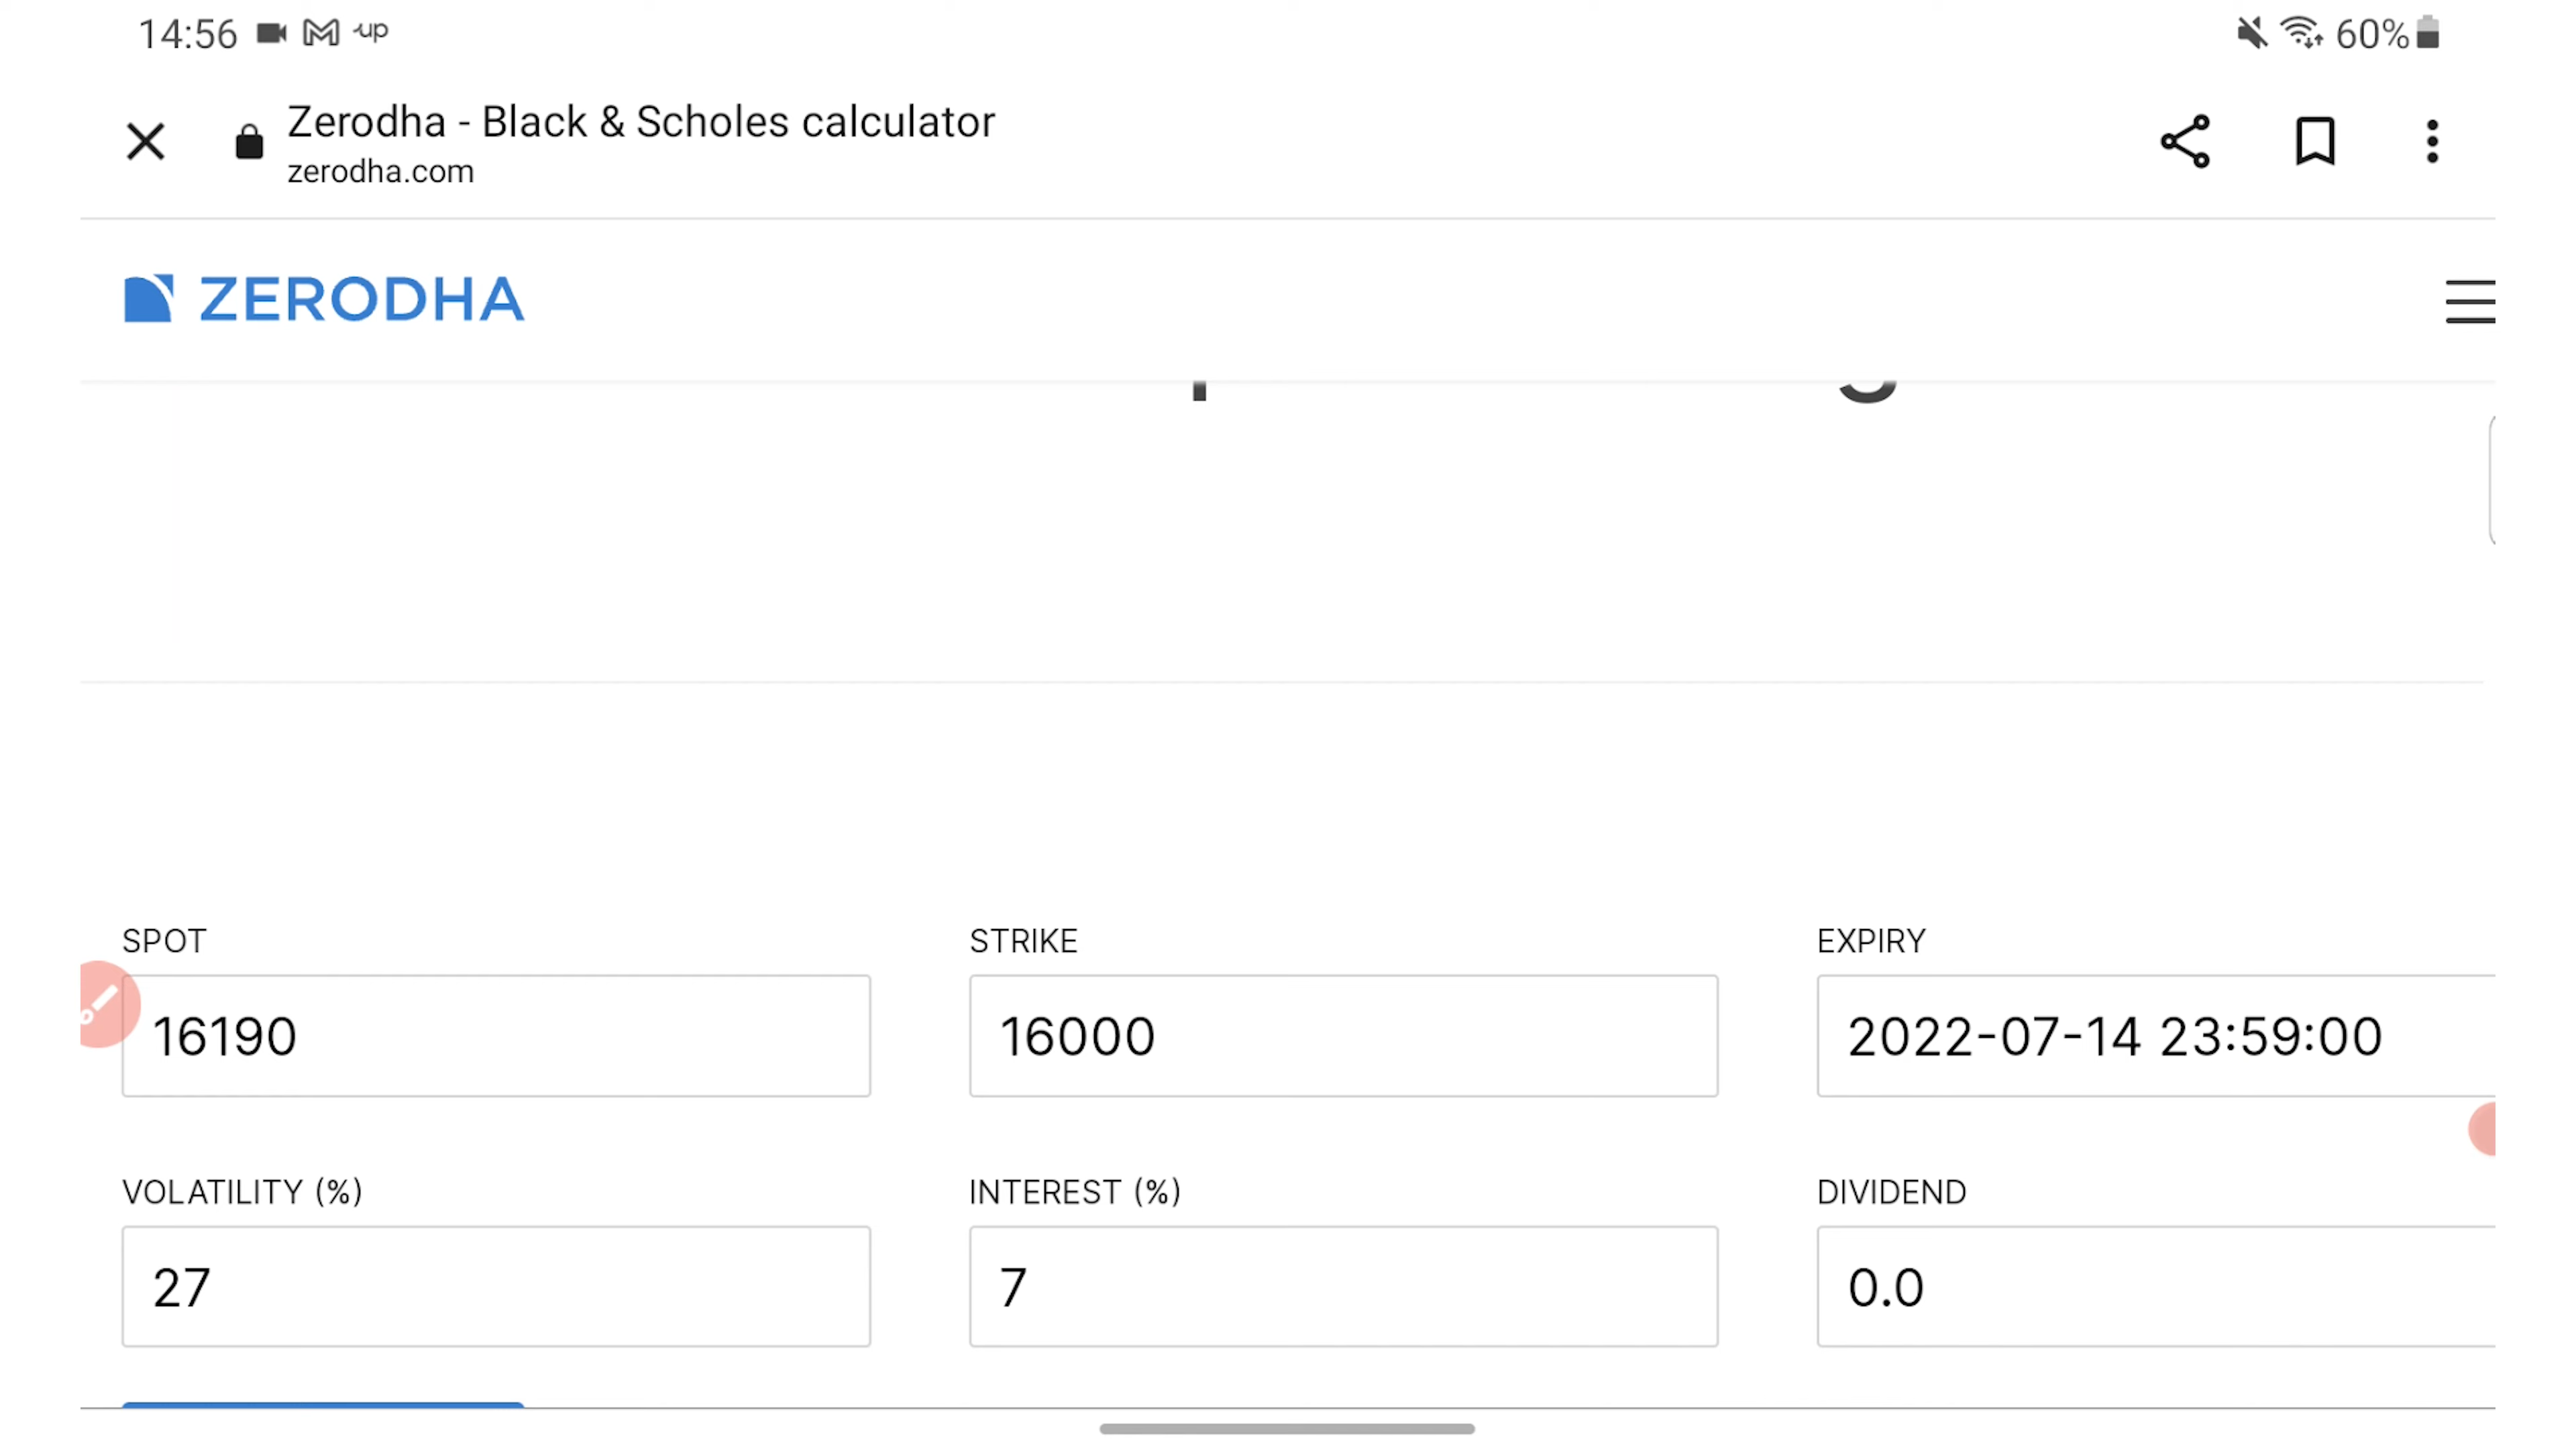 14:56 up 60%
Zerodha - Black & Scholes calculator
zerodha.com
ZERODHA
SPOT STRIKE EXPIRY
16190 16000 2022-07-14 23:59:00
VOLATILITY (%) INTEREST (%) DIVIDEND
27 7 0.0